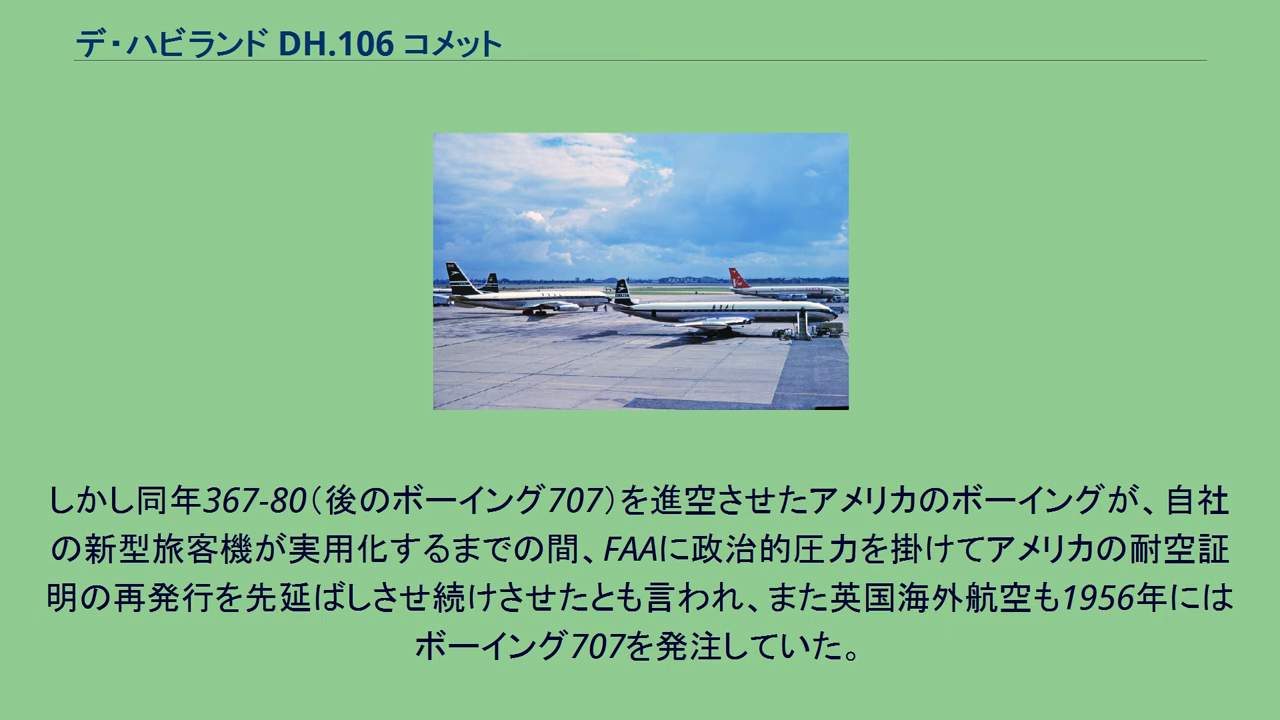 デ・ハビランド DH.106 コメット
しかし同年367-80（後のボーイング707）を進空させたアメリカのボーイングが、自社
の新型旅客機が実用化するまでの間、FAAに政治的圧力を掛けてアメリカの耐空証
明の再発行を先延ばしさせ続けさせたとも言われ、また英国海外航空も1956年には
ボーイング707を発注していた。